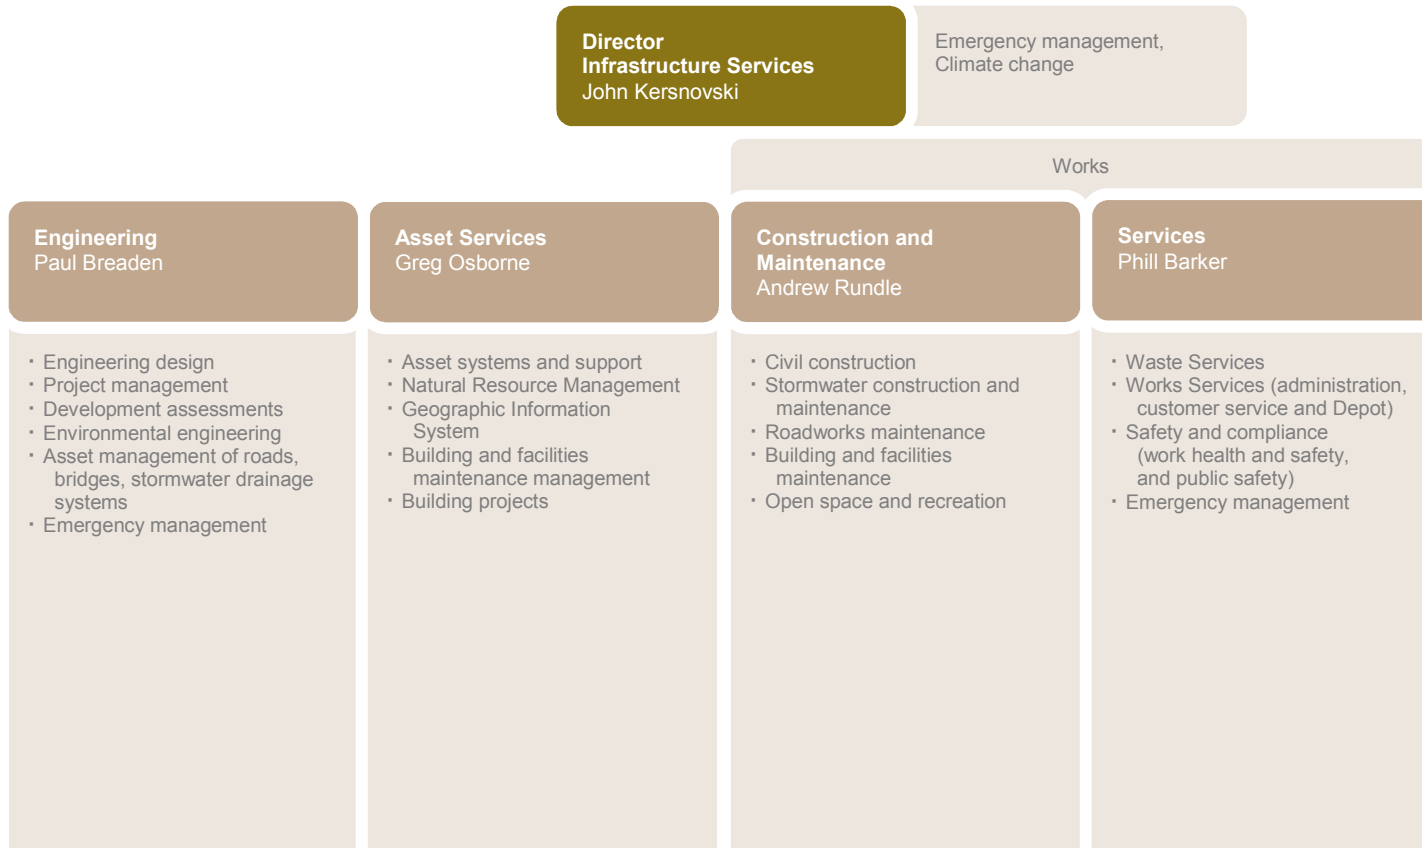 Director
Infrastructure Services
John Kersnovski
Emergency management,
Climate change
Works
Engineering
Paul Breaden
Asset Services
Greg Osborne
Construction and
Maintenance
Andrew Rundle
Services
Phill Barker
· Engineering design
· Project management
· Development assessments
· Environmental engineering
· Asset management of roads,
bridges, stormwater drainage
systems
· Emergency management
· Asset systems and support
· Natural Resource Management
· Geographic Information
System
· Building and facilities
maintenance management
· Building projects
· Civil construction
· Stormwater construction and
maintenance
· Roadworks maintenance
· Building and facilities
maintenance
· Open space and recreation
· Waste Services
· Works Services (administration,
customer service and Depot)
· Safety and compliance
(work health and safety,
and public safety)
· Emergency management